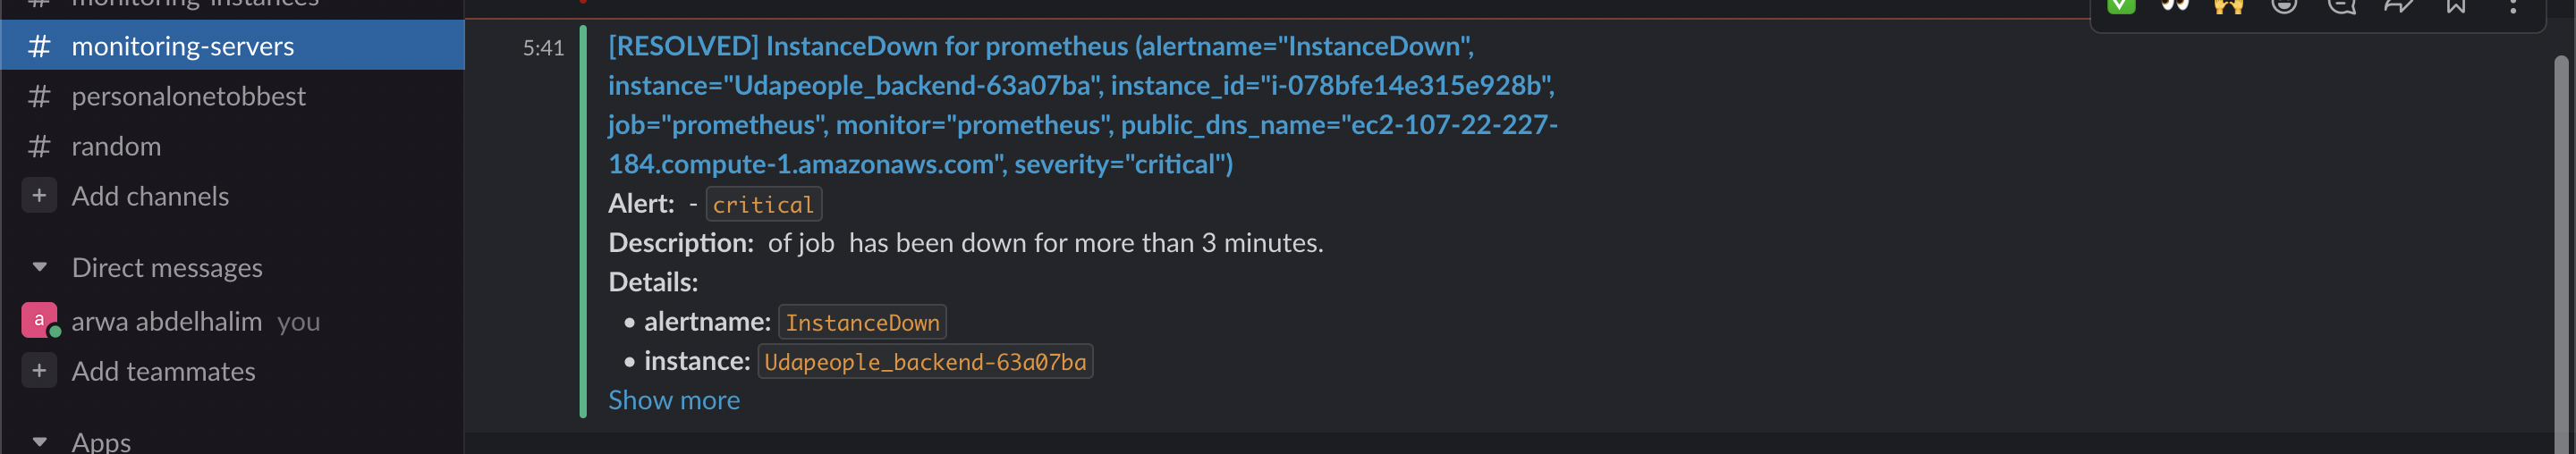 # monitoring-instances
# monitoring-servers
# personalonetobbest
# random
+ Add channels
Direct messages
a arwa abdelhalim you
+ Add teammates
Apps
5:41
[RESOLVED] InstanceDown for prometheus (alertname="InstanceDown",
instance="Udapeople_backend-63a07ba", instance_id="i-078bfe14e315e928b",
job="prometheus", monitor="prometheus", public_dns_name="ec2-107-22-227-
184.compute-1.amazonaws.com", severity="critical")
Alert: - critical
Description: of job has been down for more than 3 minutes.
Details:
• alertname: InstanceDown
• instance: Udapeople_backend-63a07ba
Show more